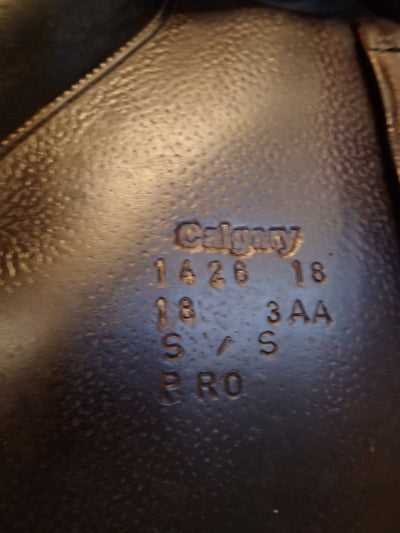 Calgary
1426 18
18 3AA
S / S
PRO